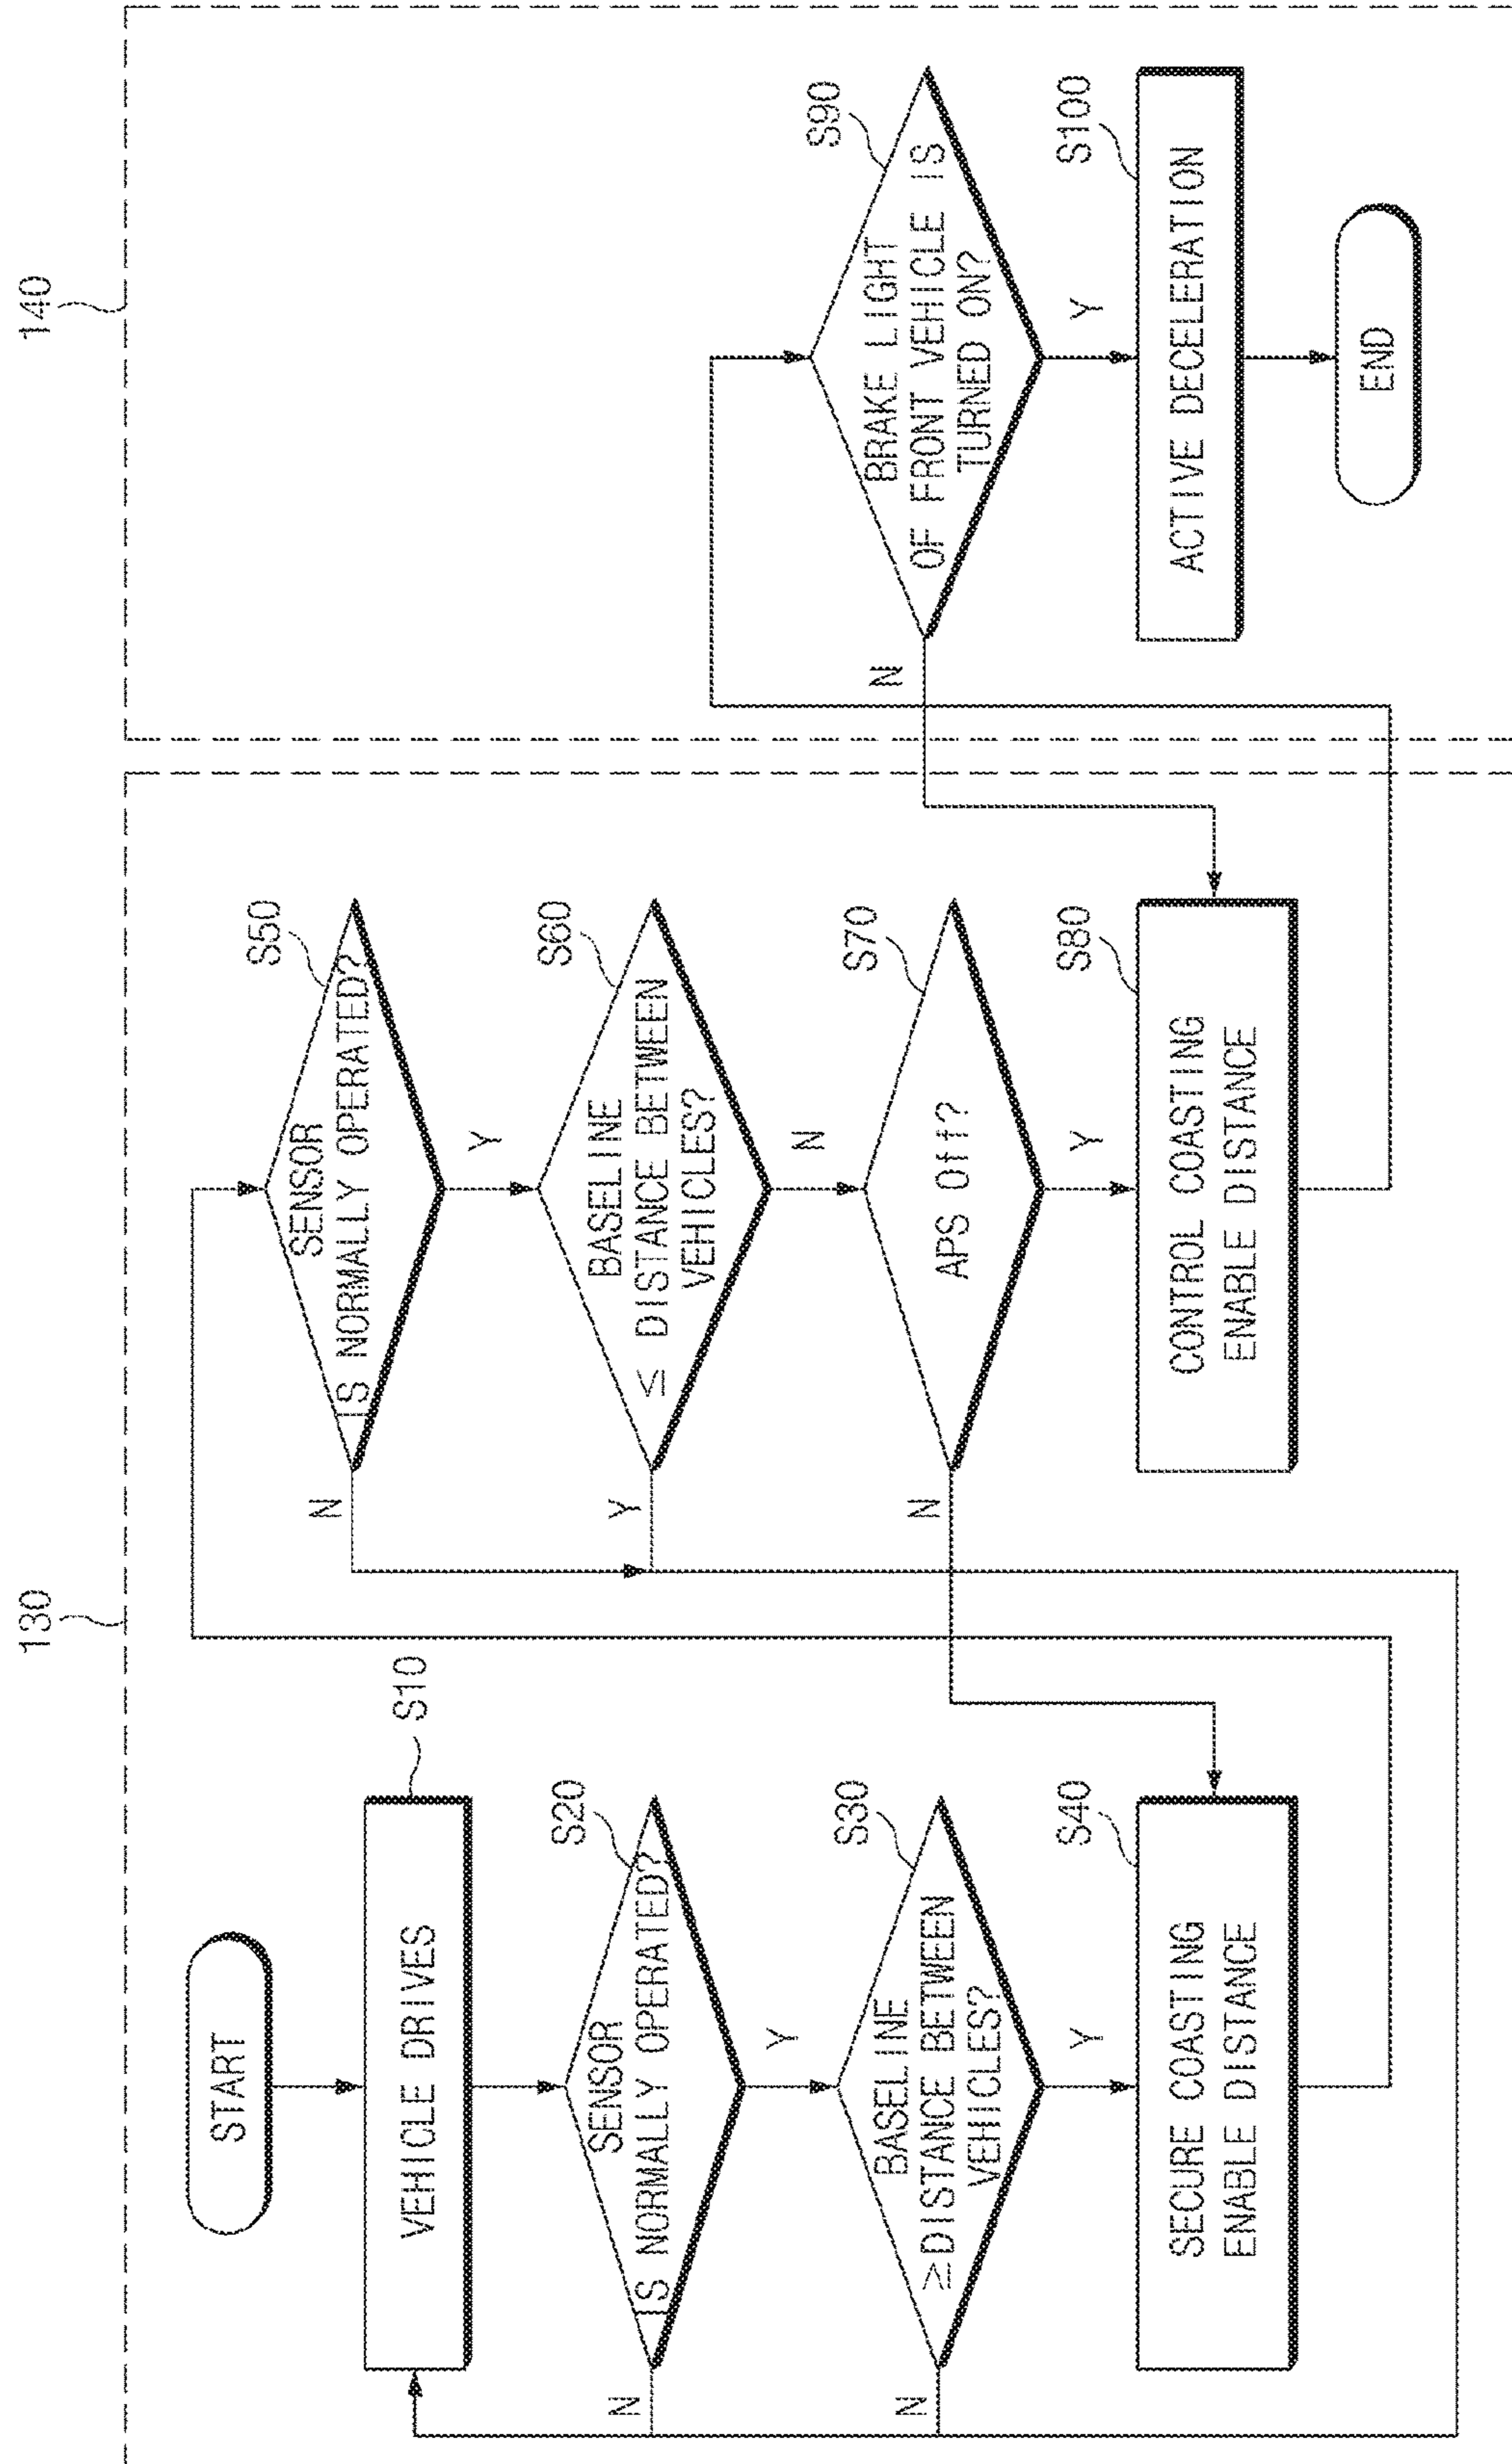 130
START
VEHICLE DRIVES
S10
SENSOR
IS NORMALLY OPERATED?
S20
N
Y
BASELINE
≥DISTANCE BETWEEN
VEHICLES?
S30
N
Y
SECURE COASTING
ENABLE DISTANCE
S40
SENSOR
IS NORMALLY OPERATED?
S50
N
Y
BASELINE
≤ DISTANCE BETWEEN
VEHICLES?
S60
Y
N
APS Off?
S70
N
Y
CONTROL COASTING
ENABLE DISTANCE
S80
140
BRAKE LIGHT
OF FRONT VEHICLE IS
TURNED ON?
S90
N
Y
ACTIVE DECELERATION
S100
END